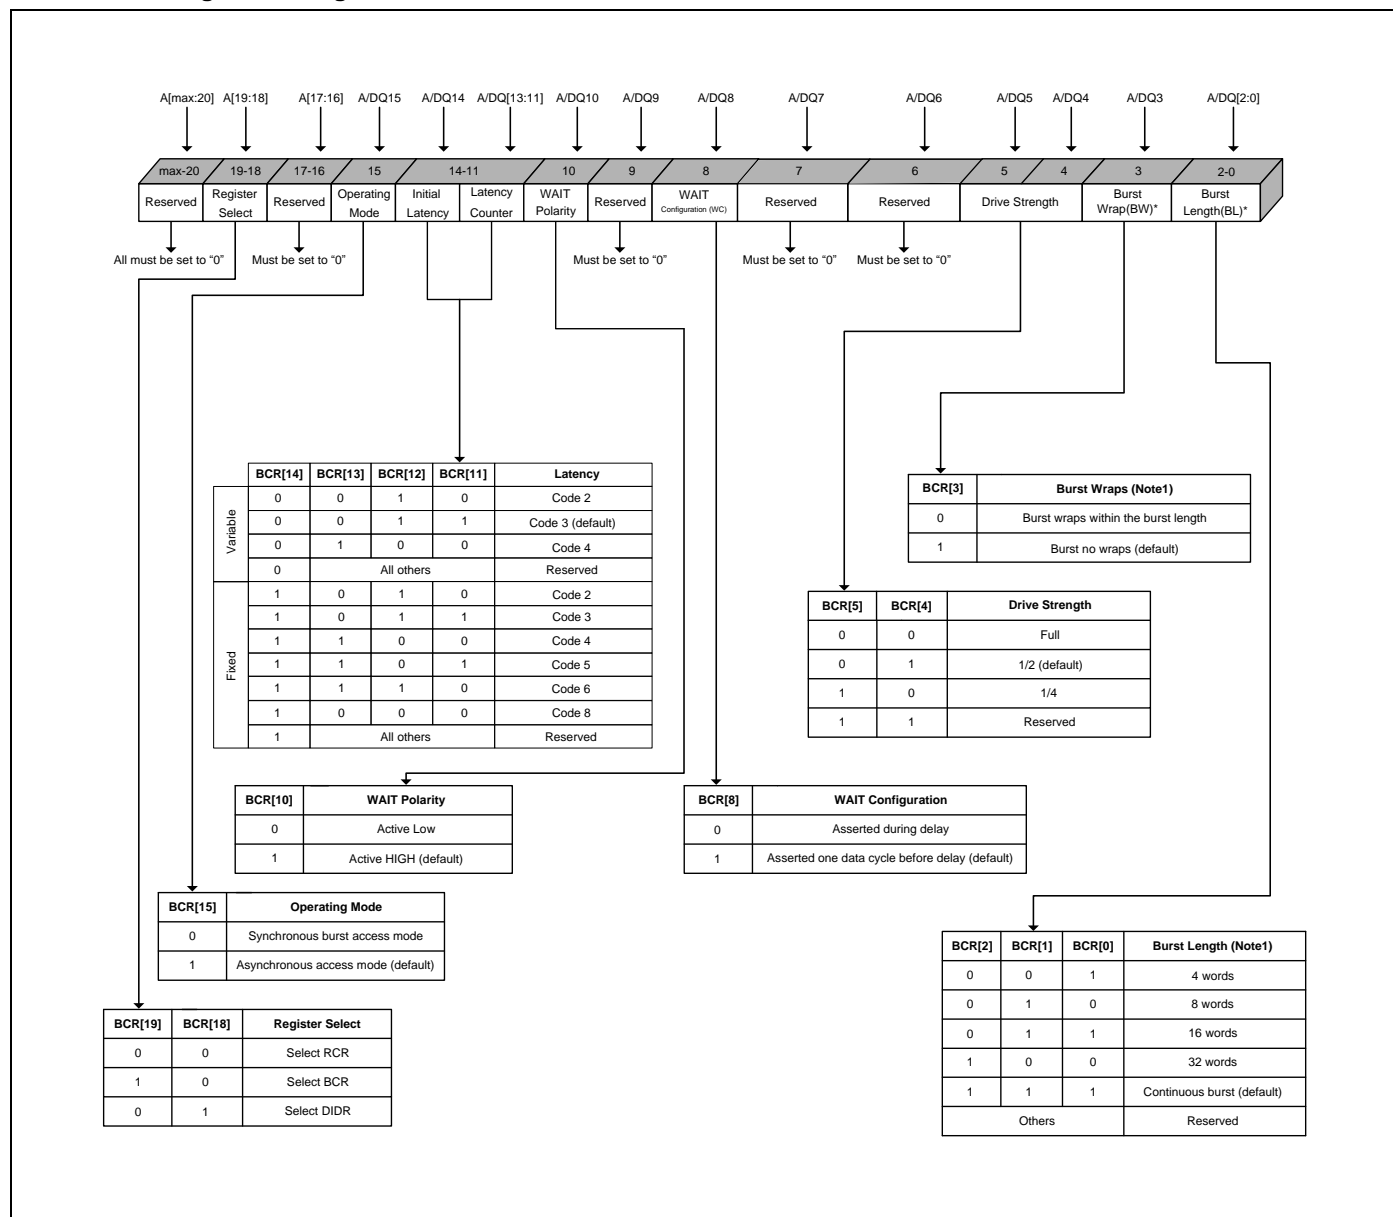 A[max:20] A[19:18] A[17:16] A/DQ15 A/DQ14 A/DQ[13:11] A/DQ10 A/DQ9 A/DQ8 A/DQ7 A/DQ6 A/DQ5 A/DQ4 A/DQ3 A/DQ[2:0]
max-20 19-18 17-16 15 14-11 10 9 8 7 6 5 4 3 2-0
Reserved Register Select Reserved Operating Mode Initial Latency Latency Counter WAIT Polarity Reserved WAIT Configuration (WC) Reserved Reserved Drive Strength Burst Wrap(BW)* Burst Length(BL)*
All must be set to “0” Must be set to “0” Must be set to “0” Must be set to “0” Must be set to “0”
BCR[14] BCR[13] BCR[12] BCR[11] Latency
Variable
0 0 1 0 Code 2
0 0 1 1 Code 3 (default)
0 1 0 0 Code 4
0 All others Reserved
Fixed
1 0 1 0 Code 2
1 0 1 1 Code 3
1 1 0 0 Code 4
1 1 0 1 Code 5
1 1 1 0 Code 6
1 0 0 0 Code 8
1 All others Reserved
BCR[3] Burst Wraps (Note1)
0 Burst wraps within the burst length
1 Burst no wraps (default)
BCR[5] BCR[4] Drive Strength
0 0 Full
0 1 1/2 (default)
1 0 1/4
1 1 Reserved
BCR[10] WAIT Polarity
0 Active Low
1 Active HIGH (default)
BCR[8] WAIT Configuration
0 Asserted during delay
1 Asserted one data cycle before delay (default)
BCR[15] Operating Mode
0 Synchronous burst access mode
1 Asynchronous access mode (default)
BCR[2] BCR[1] BCR[0] Burst Length (Note1)
0 0 1 4 words
0 1 0 8 words
0 1 1 16 words
1 0 0 32 words
1 1 1 Continuous burst (default)
Others Reserved
BCR[19] BCR[18] Register Select
0 0 Select RCR
1 0 Select BCR
0 1 Select DIDR